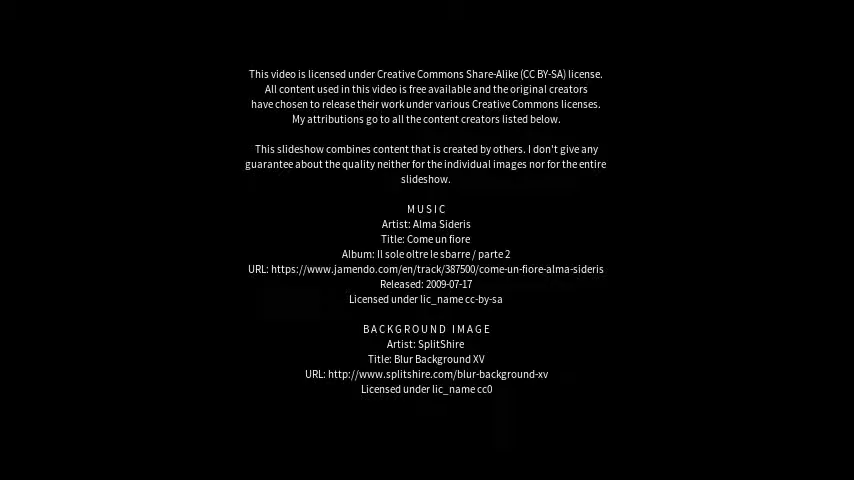 This video is licensed under Creative Commons Share-Alike (CC BY-SA) license.
All content used in this video is free available and the original creators
have chosen to release their work under various Creative Commons licenses.
My attributions go to all the content creators listed below.
This slideshow combines content that is created by others. I don't give any
guarantee about the quality neither for the individual images nor for the entire
slideshow.
MUSIC
Artist: Alma Sideris
Title: Come un fiore
Album: Il sole oltre le sbarre / parte 2
URL: https://www.jamendo.com/en/track/387500/come-un-fiore-alma-sideris
Released: 2009-07-17
Licensed under lic_name cc-by-sa
BACKGROUND IMAGE
Artist: SplitShire
Title: Blur Background XV
URL: http://www.splitshire.com/blur-background-xv
Licensed under lic_name cc0